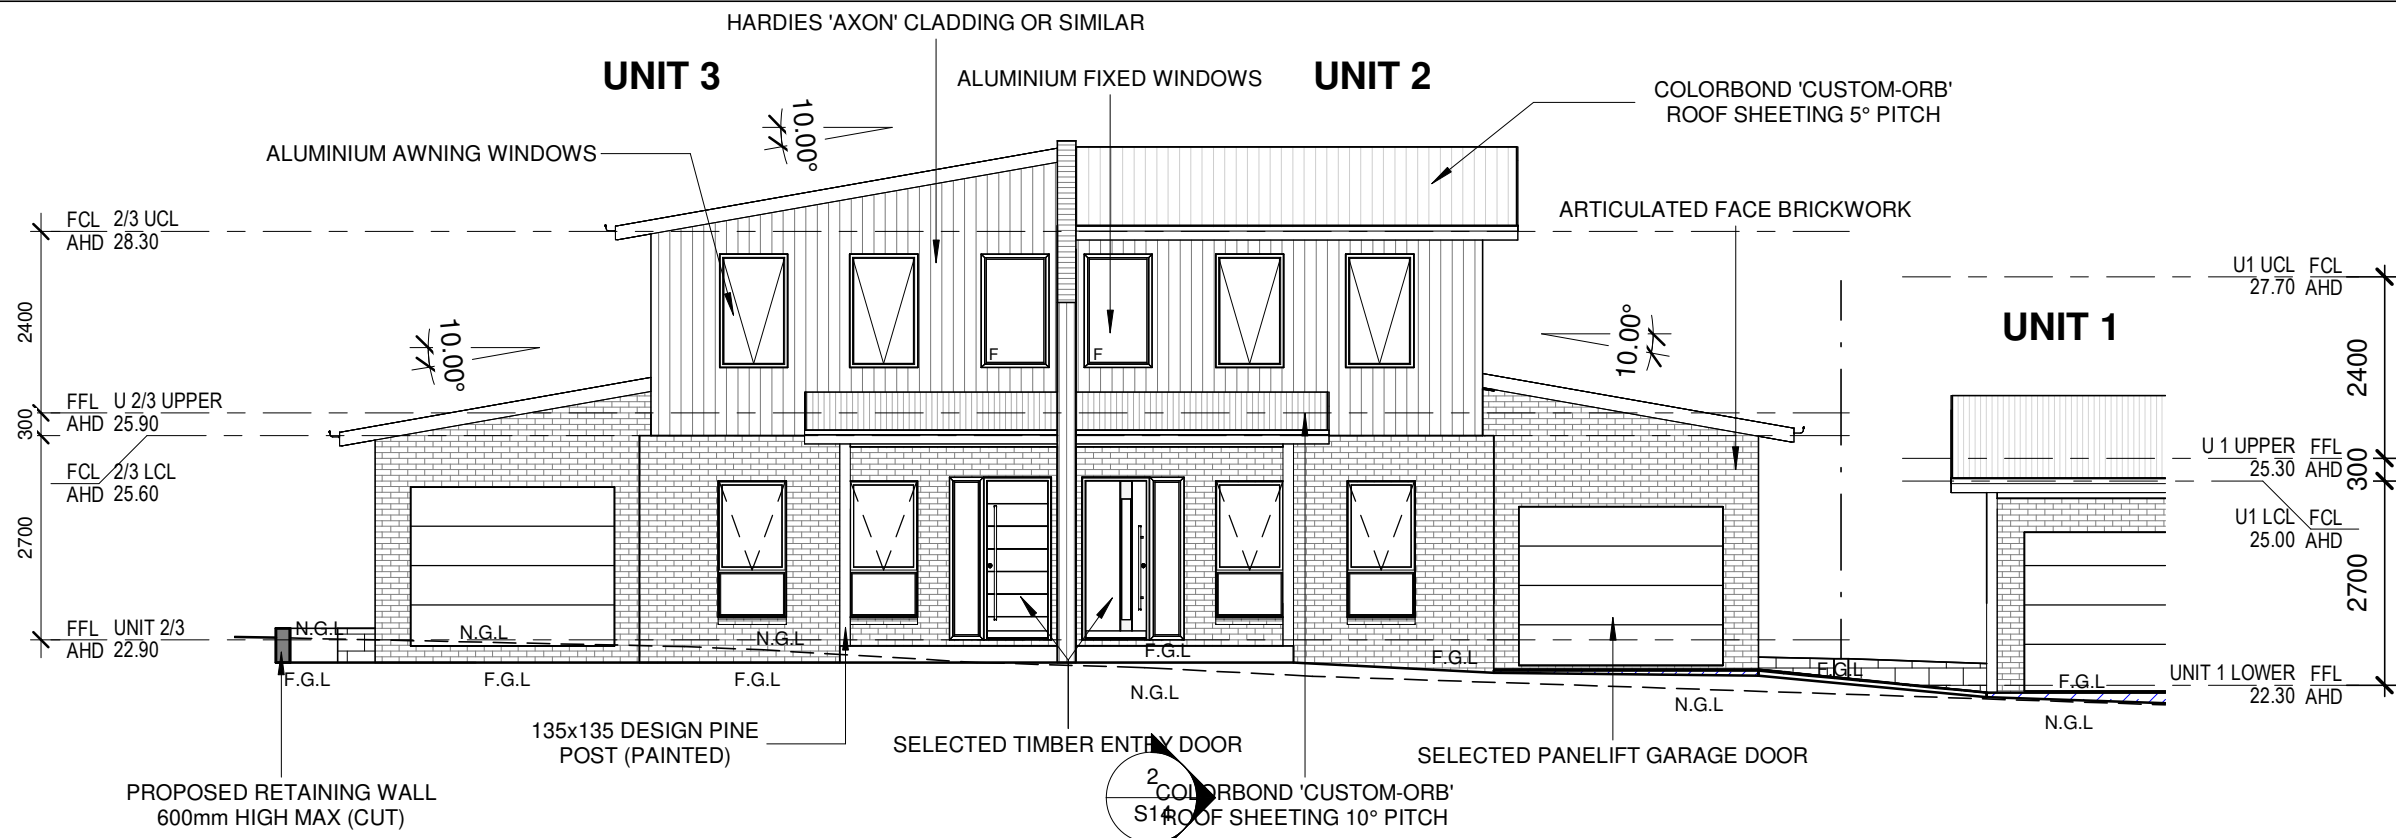 HARDIES 'AXON' CLADDING OR SIMILAR
UNIT 3
ALUMINIUM FIXED WINDOWS
UNIT 2
COLORBOND 'CUSTOM-ORB'
ROOF SHEETING 5° PITCH
10.00°
ALUMINIUM AWNING WINDOWS
ARTICULATED FACE BRICKWORK
FCL 2/3 UCL
AHD 28.30
U1 UCL FCL
27.70 AHD
2400
10.00°
10.00°
UNIT 1
F
F
2400
FFL U 2/3 UPPER
AHD 25.90
300
FCL 2/3 LCL
AHD 25.60
U 1 UPPER FFL
25.30 AHD
300
U1 LCL FCL
25.00 AHD
2700
2700
FFL UNIT 2/3
AHD 22.90
N.G.L
N.G.L
N.G.L
F.G.L
F.G.L
F.G.L
F.G.L
F.G.L
F.G.L
F.G.L
UNIT 1 LOWER FFL
22.30 AHD
N.G.L
N.G.L
N.G.L
135x135 DESIGN PINE
POST (PAINTED)
SELECTED TIMBER ENTRY DOOR
SELECTED PANELIFT GARAGE DOOR
PROPOSED RETAINING WALL
600mm HIGH MAX (CUT)
2
S14
COLORBOND 'CUSTOM-ORB'
ROOF SHEETING 10° PITCH